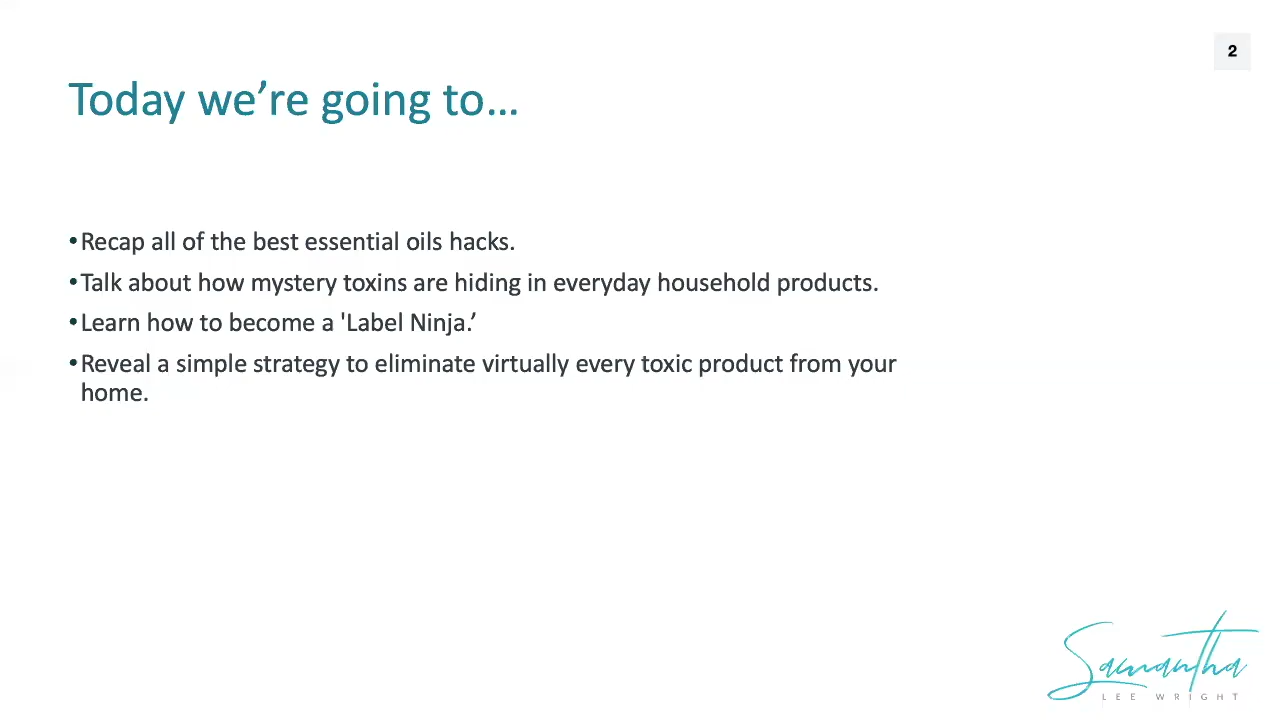 2
Today we’re going to…
•Recap all of the best essential oils hacks.
•Talk about how mystery toxins are hiding in everyday household products.
•Learn how to become a 'Label Ninja.’
•Reveal a simple strategy to eliminate virtually every toxic product from your
home.
Samantha
LEE WRIGHT